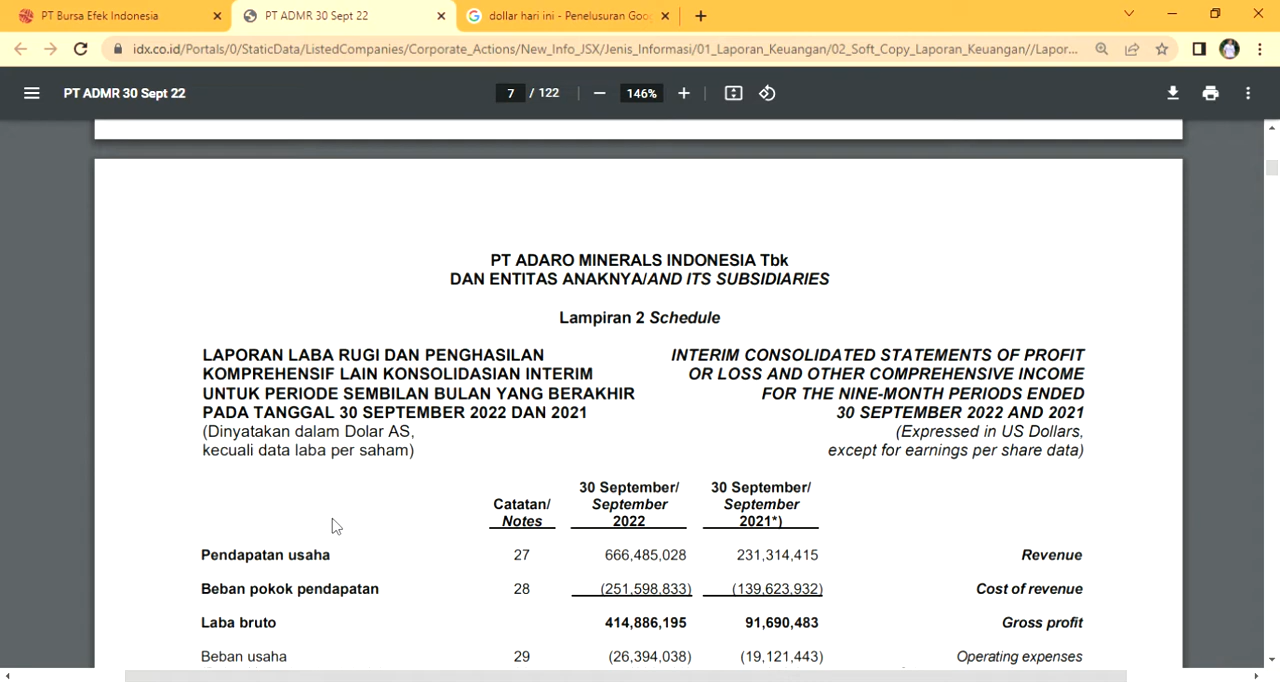 PT Bursa Efek Indonesia
PT ADMR 30 Sept 22
dollar hari ini - Penelusuran Goo
idx.co.id/Portals/0/StaticData/ListedCompanies/Corporate_Actions/New_Info_JSX/Jenis_Informasi/01_Laporan_Keuangan/02_Soft_Copy_Laporan_Keuangan//Lapor...
PT ADMR 30 Sept 22
7 / 122
146%
PT ADARO MINERALS INDONESIA Tbk
DAN ENTITAS ANAKNYA/AND ITS SUBSIDIARIES
Lampiran 2 Schedule
LAPORAN LABA RUGI DAN PENGHASILAN
KOMPREHENSIF LAIN KONSOLIDASIAN INTERIM
UNTUK PERIODE SEMBILAN BULAN YANG BERAKHIR
PADA TANGGAL 30 SEPTEMBER 2022 DAN 2021
(Dinyatakan dalam Dolar AS,
kecuali data laba per saham)
INTERIM CONSOLIDATED STATEMENTS OF PROFIT
OR LOSS AND OTHER COMPREHENSIVE INCOME
FOR THE NINE-MONTH PERIODS ENDED
30 SEPTEMBER 2022 AND 2021
(Expressed in US Dollars,
except for earnings per share data)
Catatan/
Notes
30 September/
September
2022
30 September/
September
2021*)
Pendapatan usaha 27 666,485,028 231,314,415 Revenue
Beban pokok pendapatan 28 (251,598,833) (139,623,932) Cost of revenue
Laba bruto 414,886,195 91,690,483 Gross profit
Beban usaha 29 (26,394,038) (19,121,443) Operating expenses